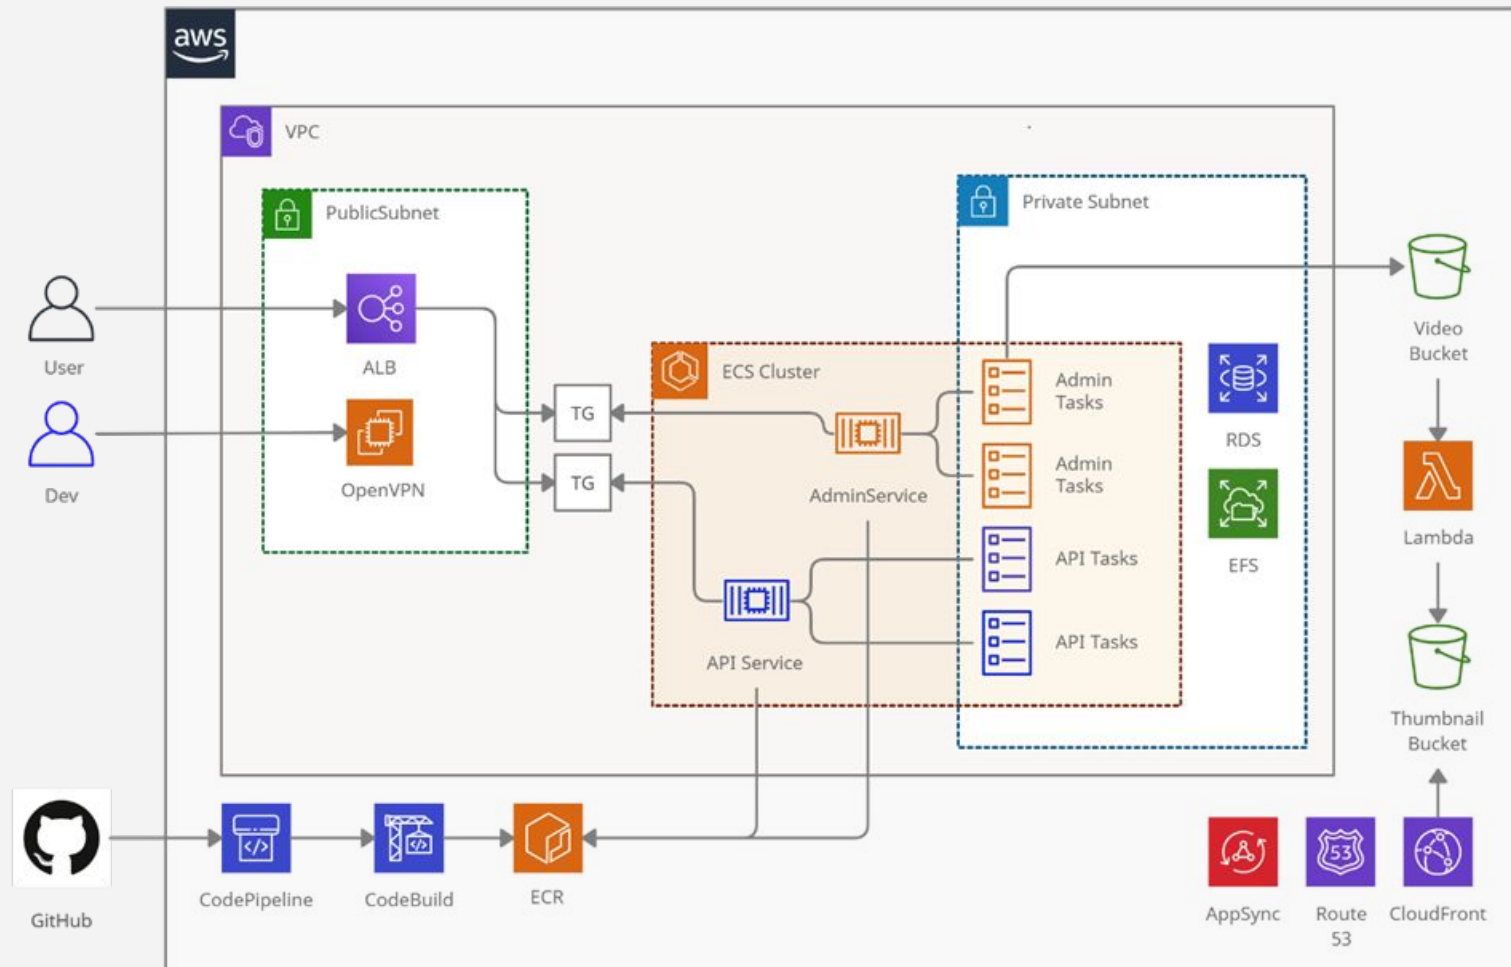 aws
VPC
PublicSubnet
Private Subnet
User
ALB
Dev
OpenVPN
TG
TG
ECS Cluster
AdminService
API Service
Admin
Tasks
Admin
Tasks
API Tasks
API Tasks
RDS
EFS
Video
Bucket
Lambda
Thumbnail
Bucket
GitHub
</>
CodePipeline
</>
CodeBuild
ECR
AppSync
53
Route
53
CloudFront